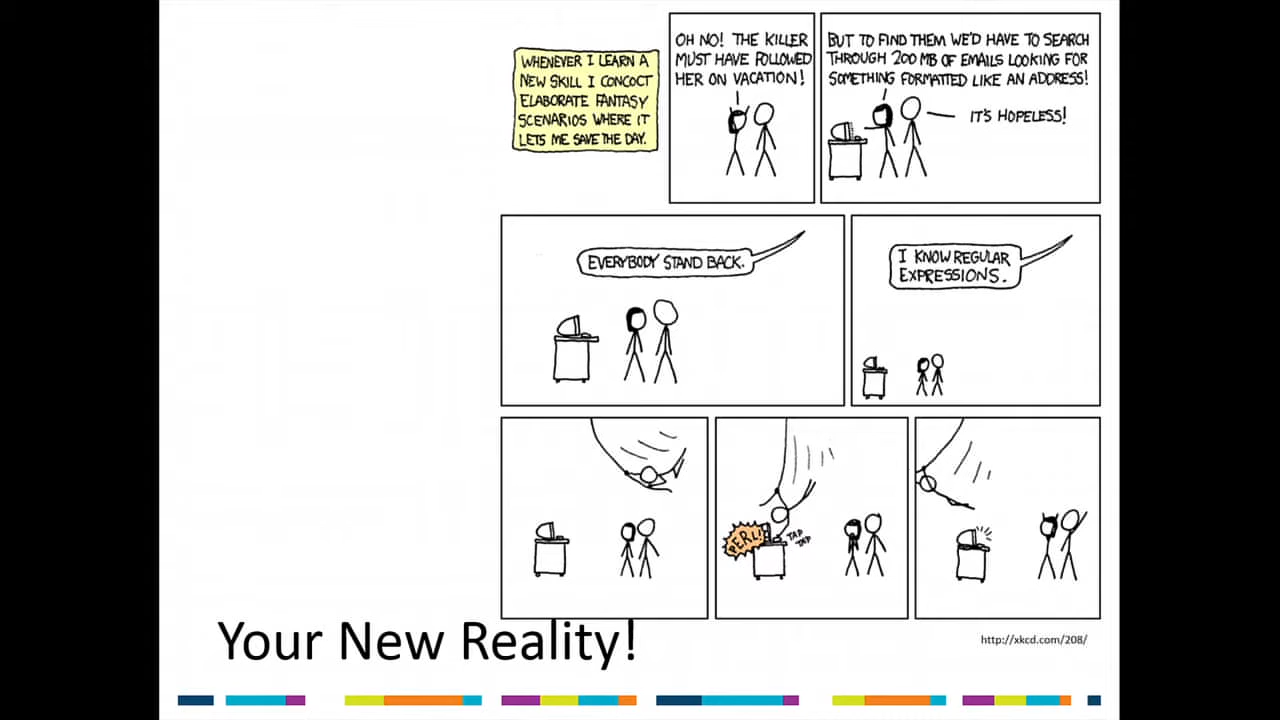 WHENEVER I LEARN A
NEW SKILL I CONCOCT
ELABORATE FANTASY
SCENARIOS WHERE IT
LETS ME SAVE THE DAY.
OH NO! THE KILLER
MUST HAVE FOLLOWED
HER ON VACATION!
BUT TO FIND THEM WE'D HAVE TO SEARCH
THROUGH 200 MB OF EMAILS LOOKING FOR
SOMETHING FORMATTED LIKE AN ADDRESS!
IT'S HOPELESS!
EVERYBODY STAND BACK.
I KNOW REGULAR
EXPRESSIONS.
PERL!
TAP
TAP
Your New Reality!
http://xkcd.com/208/